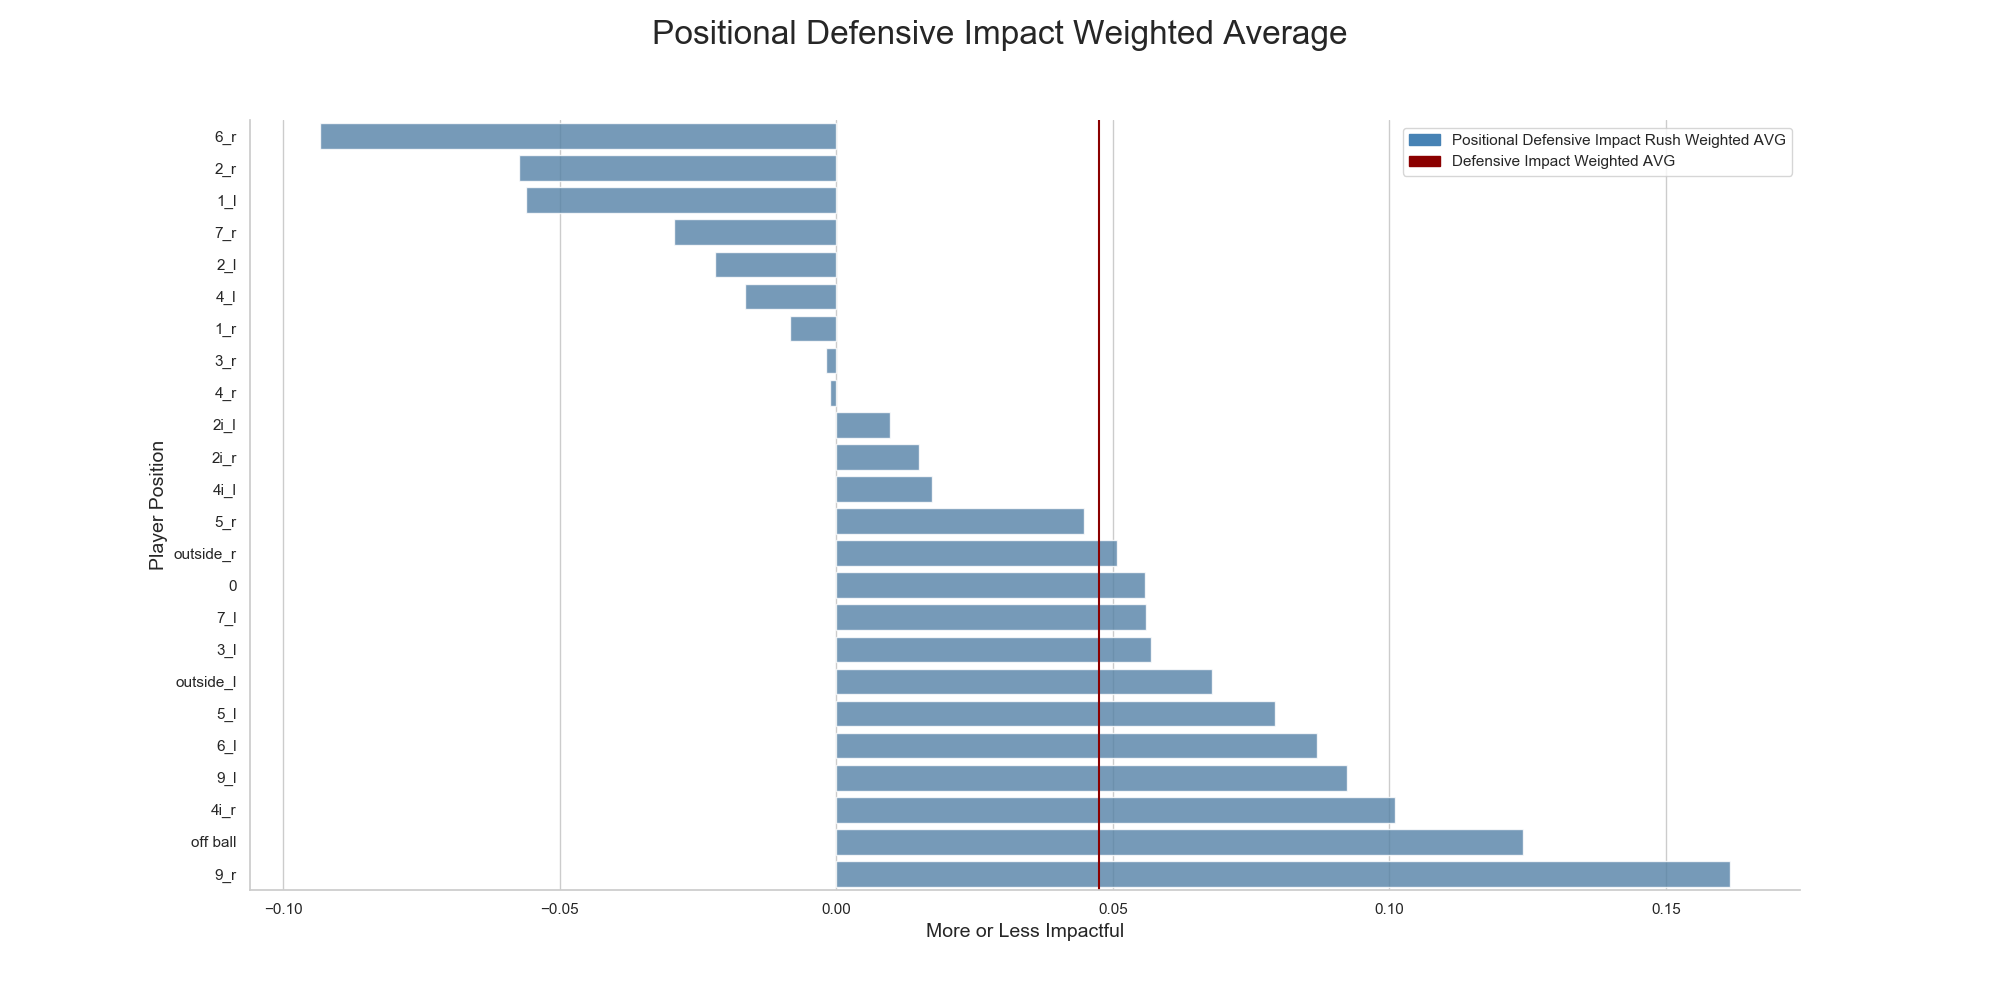 Positional Defensive Impact Weighted Average
Positional Defensive Impact Rush Weighted AVG
Defensive Impact Weighted AVG
Player Position
6_r
2_r
1_l
7_r
2_l
4_l
1_r
3_r
4_r
2i_l
2i_r
4i_l
5_r
outside_r
0
7_l
3_l
outside_l
5_l
6_l
9_l
4i_r
off ball
9_r
−0.10 −0.05 0.00 0.05 0.10 0.15
More or Less Impactful